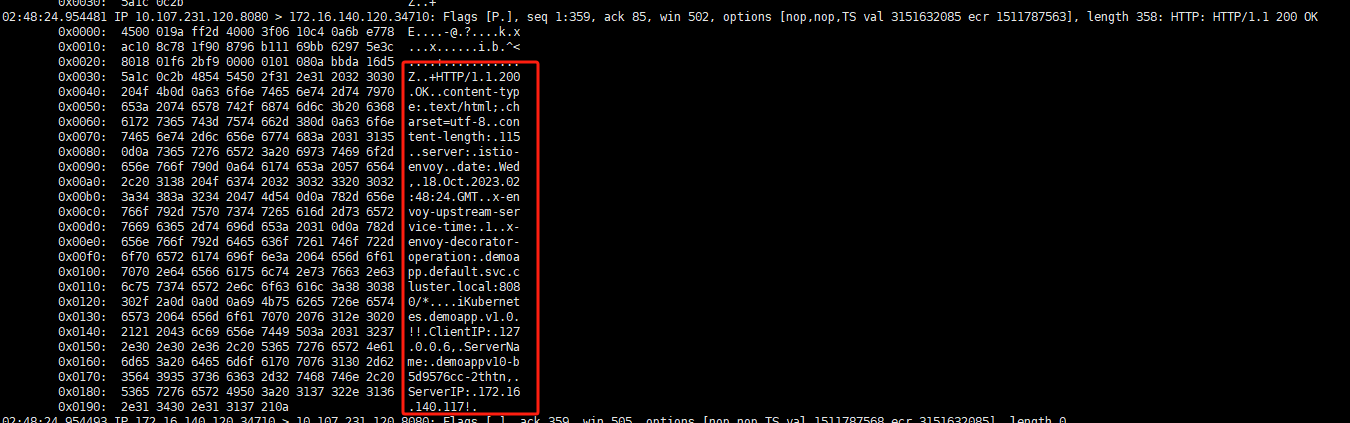 0x0030: 5a1c 0c2b Z..+
02:48:24.954481 IP 10.107.231.120.8080 > 172.16.140.120.34710: Flags [P.], seq 1:359, ack 85, win 502, options [nop,nop,TS val 3151632085 ecr 1511787563], length 358: HTTP: HTTP/1.1 200 OK
0x0000: 4500 019a ff2d 4000 3f06 10c4 0a6b e778 E....-@.?....k.x
0x0010: ac10 8c78 1f90 8796 b111 69bb 6297 5e3c ...x......i.b.^<
0x0020: 8018 01f6 2bf9 0000 0101 080a bbda 16d5 ....+...........
0x0030: 5a1c 0c2b 4854 5450 2f31 2e31 2032 3030 Z..+HTTP/1.1.200
0x0040: 204f 4b0d 0a63 6f6e 7465 6e74 2d74 7970 .OK..content-typ
0x0050: 653a 2074 6578 742f 6874 6d6c 3b20 6368 e:.text/html;.ch
0x0060: 6172 7365 743d 7574 662d 380d 0a63 6f6e arset=utf-8..con
0x0070: 7465 6e74 2d6c 656e 6774 683a 2031 3135 tent-length:.115
0x0080: 0d0a 7365 7276 6572 3a20 6973 7469 6f2d ..server:.istio-
0x0090: 656e 766f 790d 0a64 6174 653a 2057 6564 envoy..date:.Wed
0x00a0: 2c20 3138 204f 6374 2032 3032 3320 3032 ,.18.Oct.2023.02
0x00b0: 3a34 383a 3234 2047 4d54 0d0a 782d 656e :48:24.GMT..x-en
0x00c0: 766f 792d 7570 7374 7265 616d 2d73 6572 voy-upstream-ser
0x00d0: 7669 6365 2d74 696d 653a 2031 0d0a 782d vice-time:.1..x-
0x00e0: 656e 766f 792d 6465 636f 7261 746f 722d envoy-decorator-
0x00f0: 6f70 6572 6174 696f 6e3a 2064 656d 6f61 operation:.demoa
0x0100: 7070 2e64 6566 6175 6c74 2e73 7663 2e63 pp.default.svc.c
0x0110: 6c75 7374 6572 2e6c 6f63 616c 3a38 3038 luster.local:808
0x0120: 302f 2a0d 0a0d 0a69 4b75 6265 726e 6574 0/*....iKubernet
0x0130: 6573 2064 656d 6f61 7070 2076 312e 3020 es.demoapp.v1.0.
0x0140: 2121 2043 6c69 656e 7449 503a 2031 3237 !!.ClientIP:.127
0x0150: 2e30 2e30 2e36 2c20 5365 7276 6572 4e61 .0.0.6,.ServerNa
0x0160: 6d65 3a20 6465 6d6f 6170 7076 3130 2d62 me:.demoappv10-b
0x0170: 3564 3935 3736 6363 2d32 7468 746e 2c20 5d9576cc-2thtn,.
0x0180: 5365 7276 6572 4950 3a20 3137 322e 3136 ServerIP:.172.16
0x0190: 2e31 3430 2e31 3137 210a .140.117!.
02:48:24.954493 IP 172.16.140.120.34710 > 10.107.231.120.8080: Flags [.], ack 359, win 505, options [nop,nop,TS val 1511787568 ecr 3151632085], length 0